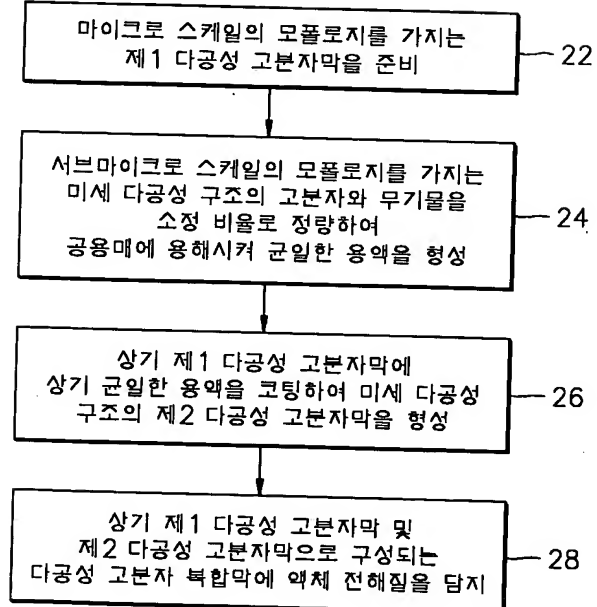 마이크로 스케일의 모폴로지를 가지는
제1 다공성 고분자막을 준비
22
서브마이크로 스케일의 모폴로지를 가지는
미세 다공성 구조의 고분자와 무기물을
소정 비율로 정량하여
공용매에 용해시켜 균일한 용액을 형성
24
상기 제1 다공성 고분자막에
상기 균일한 용액을 코팅하여 미세 다공성
구조의 제2 다공성 고분자막을 형성
26
상기 제1 다공성 고분자막 및
제2 다공성 고분자막으로 구성되는
다공성 고분자 복합막에 액체 전해질을 담지
28